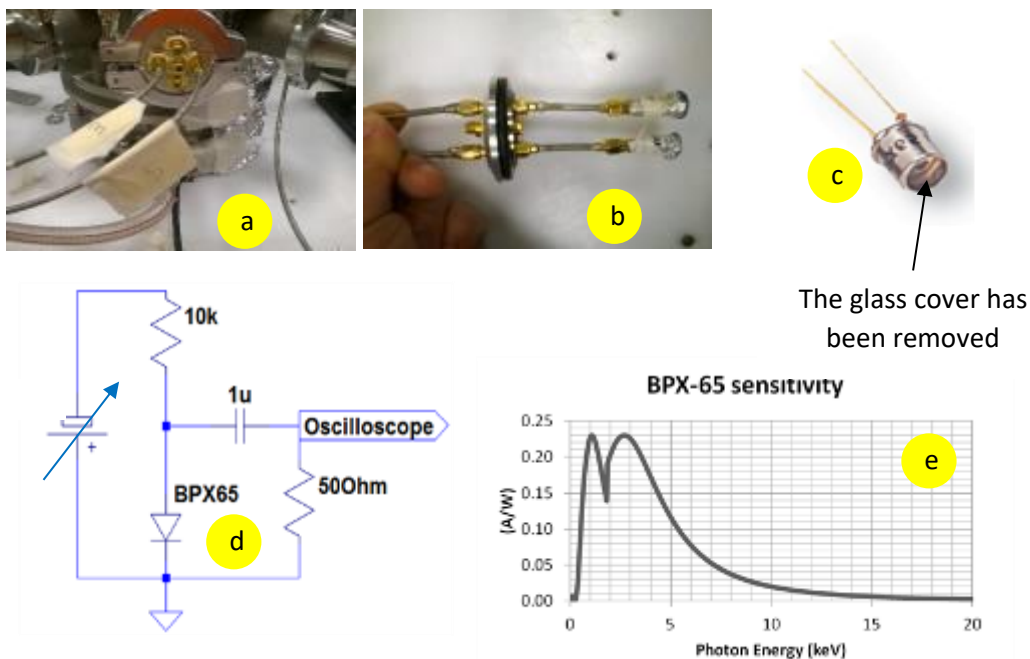 a
b
c
The glass cover has
been removed
10k
1u
Oscilloscope
+
BPX65
50Ohm
d
BPX-65 sensitivity
e
(A/W)
0.25
0.20
0.15
0.10
0.05
0.00
0 5 10 15 20
Photon Energy (keV)